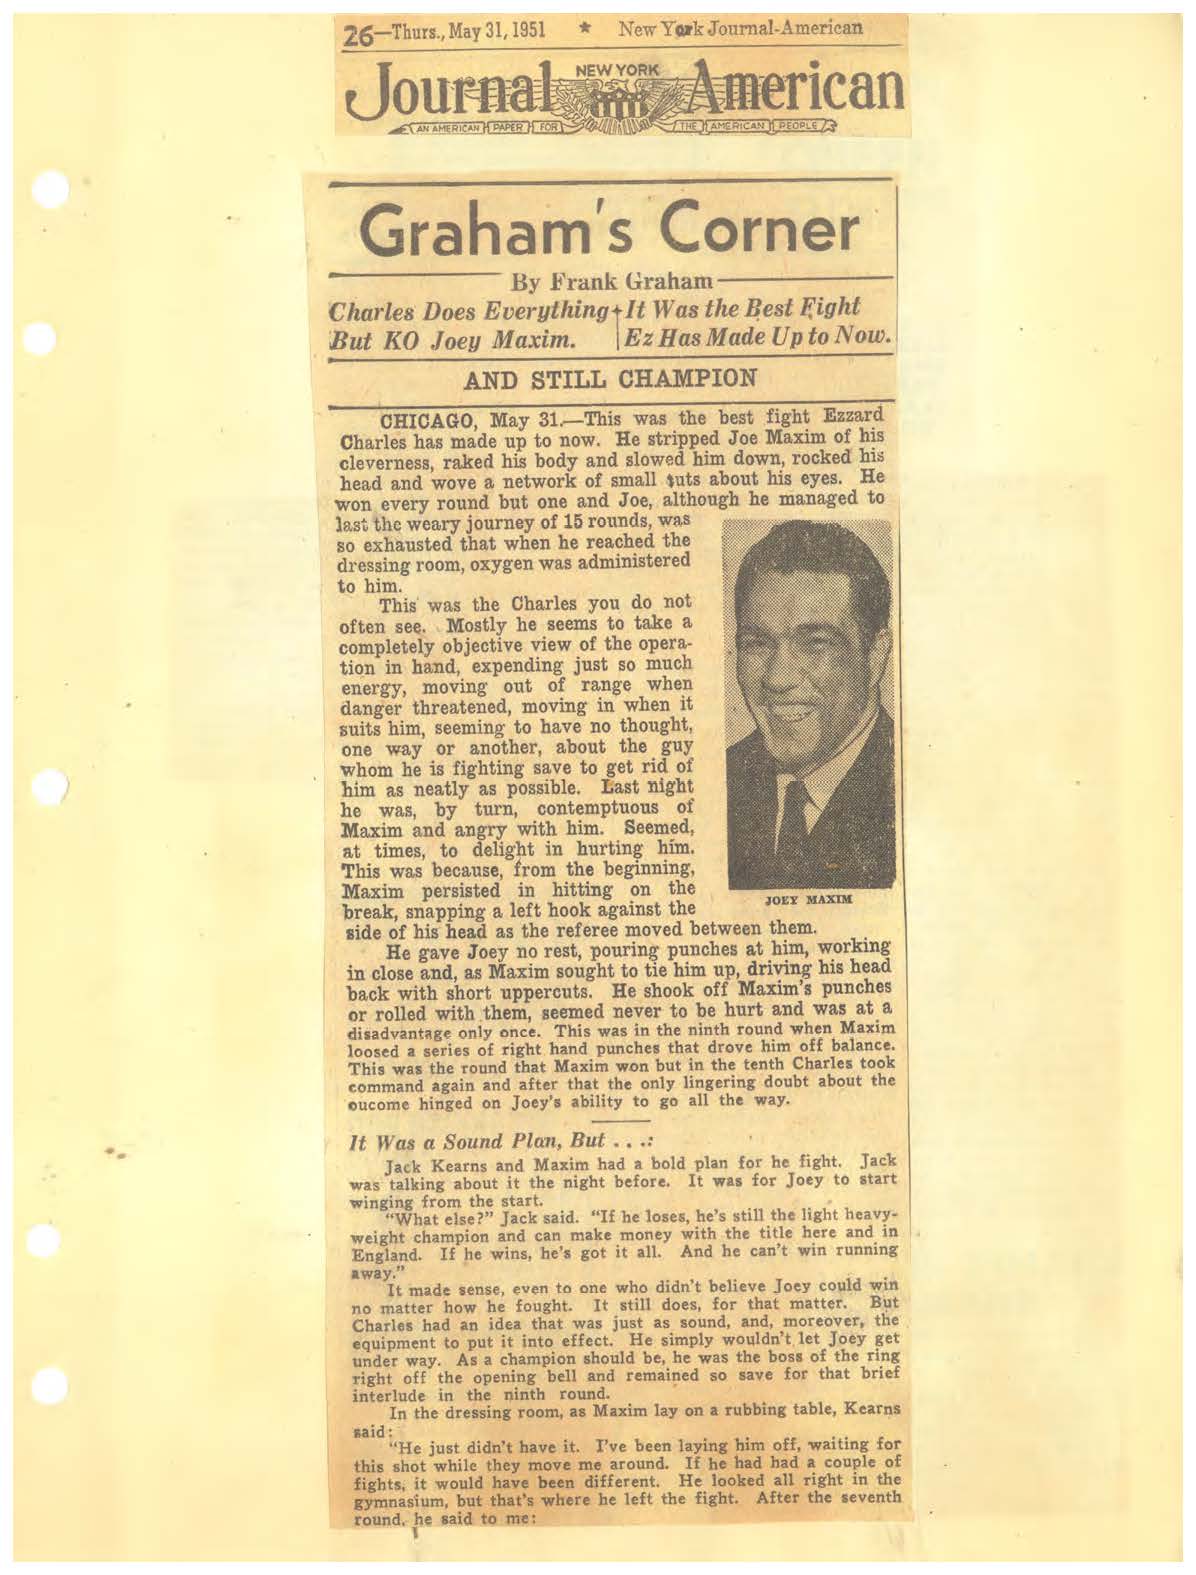 26—Thurs., May 31, 1951 ★ New York Journal-American
Journal NEW YORK American
AN AMERICAN PAPER FOR THE AMERICAN PEOPLE
Graham's Corner
By Frank Graham
Charles Does Everything
But KO Joey Maxim.
It Was the Best Fight
Ez Has Made Up to Now.
AND STILL CHAMPION
CHICAGO, May 31.—This was the best fight Ezzard
Charles has made up to now. He stripped Joe Maxim of his
cleverness, raked his body and slowed him down, rocked his
head and wove a network of small cuts about his eyes. He
won every round but one and Joe, although he managed to
last the weary journey of 15 rounds, was
so exhausted that when he reached the
dressing room, oxygen was administered
to him.
This was the Charles you do not
often see. Mostly he seems to take a
completely objective view of the opera-
tion in hand, expending just so much
energy, moving out of range when
danger threatened, moving in when it
suits him, seeming to have no thought,
one way or another, about the guy
whom he is fighting save to get rid of
him as neatly as possible. Last night
he was, by turn, contemptuous of
Maxim and angry with him. Seemed,
at times, to delight in hurting him.
This was because, from the beginning,
Maxim persisted in hitting on the
break, snapping a left hook against the
side of his head as the referee moved between them.
JOEY MAXIM
He gave Joey no rest, pouring punches at him, working
in close and, as Maxim sought to tie him up, driving his head
back with short uppercuts. He shook off Maxim's punches
or rolled with them, seemed never to be hurt and was at a
disadvantage only once. This was in the ninth round when Maxim
loosed a series of right hand punches that drove him off balance.
This was the round that Maxim won but in the tenth Charles took
command again and after that the only lingering doubt about the
oucome hinged on Joey's ability to go all the way.
It Was a Sound Plan, But . . .:
Jack Kearns and Maxim had a bold plan for he fight. Jack
was talking about it the night before. It was for Joey to start
winging from the start.
"What else?" Jack said. "If he loses, he's still the light heavy-
weight champion and can make money with the title here and in
England. If he wins, he's got it all. And he can't win running
away."
It made sense, even to one who didn't believe Joey could win
no matter how he fought. It still does, for that matter. But
Charles had an idea that was just as sound, and, moreover, the
equipment to put it into effect. He simply wouldn't let Joey get
under way. As a champion should be, he was the boss of the ring
right off the opening bell and remained so save for that brief
interlude in the ninth round.
In the dressing room, as Maxim lay on a rubbing table, Kearns
said:
"He just didn't have it. I've been laying him off, waiting for
this shot while they move me around. If he had had a couple of
fights, it would have been different. He looked all right in the
gymnasium, but that's where he left the fight. After the seventh
round, he said to me: